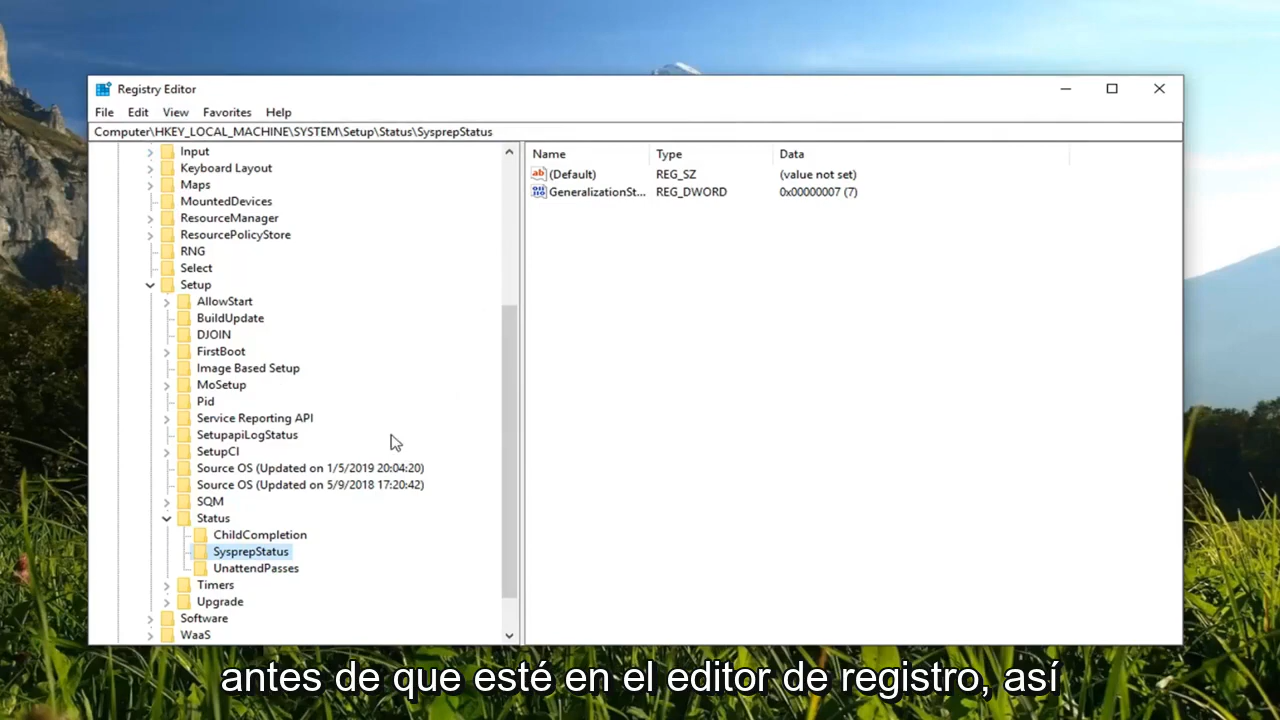 Registry Editor
File Edit View Favorites Help
Computer\HKEY_LOCAL_MACHINE\SYSTEM\Setup\Status\SysprepStatus
Input
Keyboard Layout
Maps
MountedDevices
ResourceManager
ResourcePolicyStore
RNG
Select
Setup
AllowStart
BuildUpdate
DJOIN
FirstBoot
Image Based Setup
MoSetup
Pid
Service Reporting API
SetupapiLogStatus
SetupCl
Source OS (Updated on 1/5/2019 20:04:20)
Source OS (Updated on 5/9/2018 17:20:42)
SQM
Status
ChildCompletion
SysprepStatus
UnattendPasses
Timers
Upgrade
Software
WaaS
Name Type Data
(Default) REG_SZ (value not set)
GeneralizationSt... REG_DWORD 0x00000007 (7)
antes de que esté en el editor de registro, así